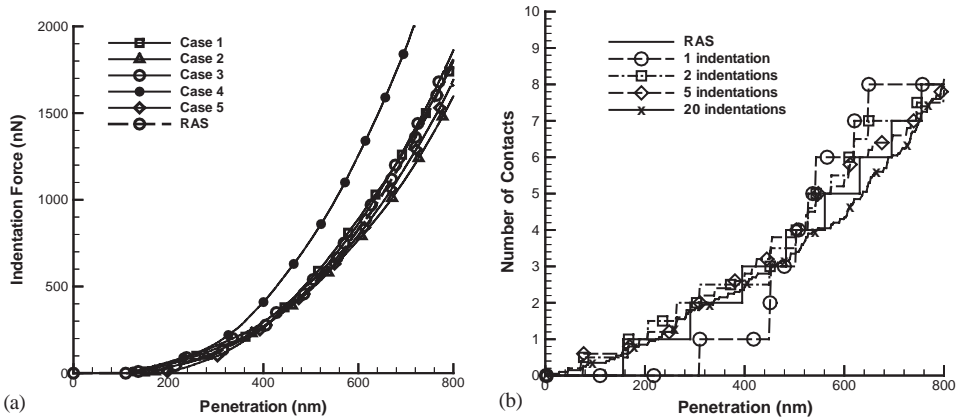 2000
1500
1000
500
0
0
200
400
600
800
Indentation Force (nN)
Penetration (nm)
Case 1
Case 2
Case 3
Case 4
Case 5
RAS
(a)
10
9
8
7
6
5
4
3
2
1
0
0
200
400
600
800
Number of Contacts
Penetration (nm)
RAS
1 indentation
2 indentations
5 indentations
20 indentations
(b)